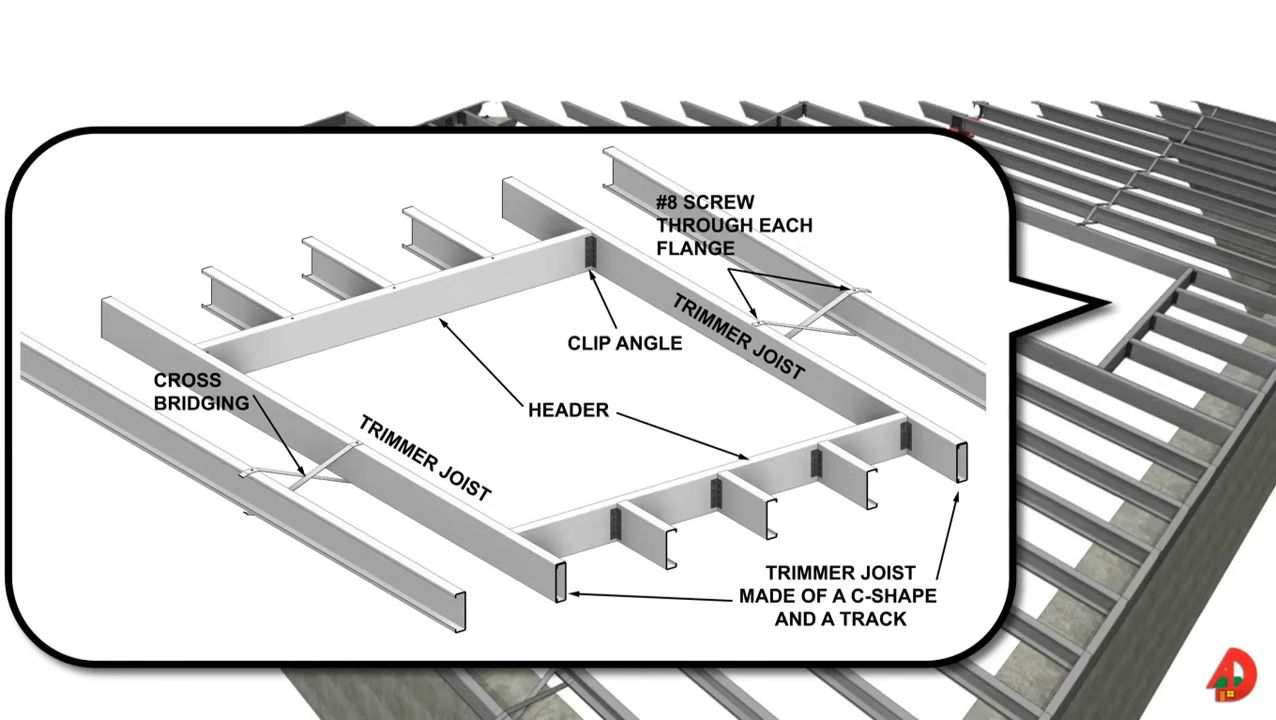 #8 SCREW
THROUGH EACH
FLANGE
TRIMMER JOIST
CLIP ANGLE
CROSS
BRIDGING
HEADER
TRIMMER JOIST
TRIMMER JOIST
MADE OF A C-SHAPE
AND A TRACK